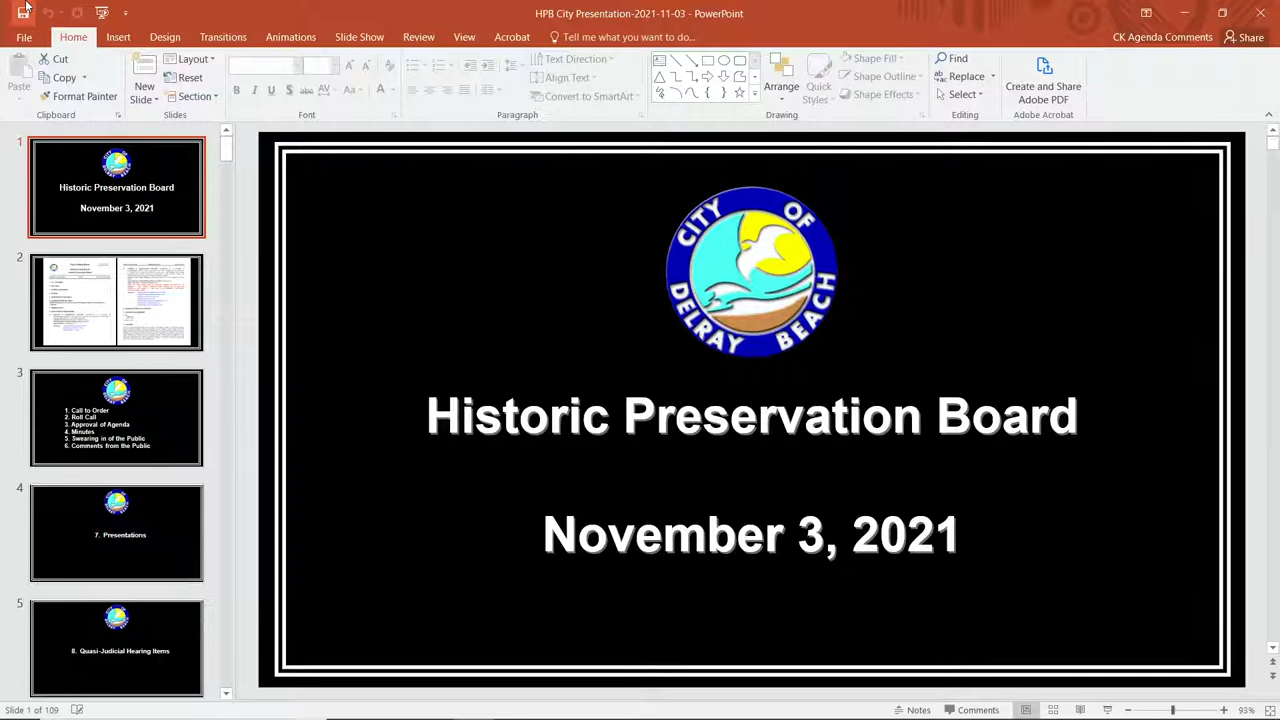 HPB City Presentation-2021-11-03 - PowerPoint
File Home Insert Design Transitions Animations Slide Show Review View Acrobat Tell me what you want to do... CK Agenda Comments Share
Paste
Cut
Copy
Format Painter
Clipboard
New Slide
Layout
Reset
Section
Slides
B I U S abc AV Aa A
Font
Text Direction
Align Text
Convert to SmartArt
Paragraph
Arrange
Quick Styles
Shape Fill
Shape Outline
Shape Effects
Drawing
Find
Replace
Select
Editing
Create and Share
Adobe PDF
Adobe Acrobat
1
Historic Preservation Board
November 3, 2021
2
3
1. Call to Order
2. Roll Call
3. Approval of Agenda
4. Minutes
5. Swearing in of the Public
6. Comments from the Public
4
7. Presentations
5
8. Quasi-Judicial Hearing Items
CITY OF
DELRAY BEACH
Historic Preservation Board
November 3, 2021
Slide 1 of 109 Notes Comments 93%